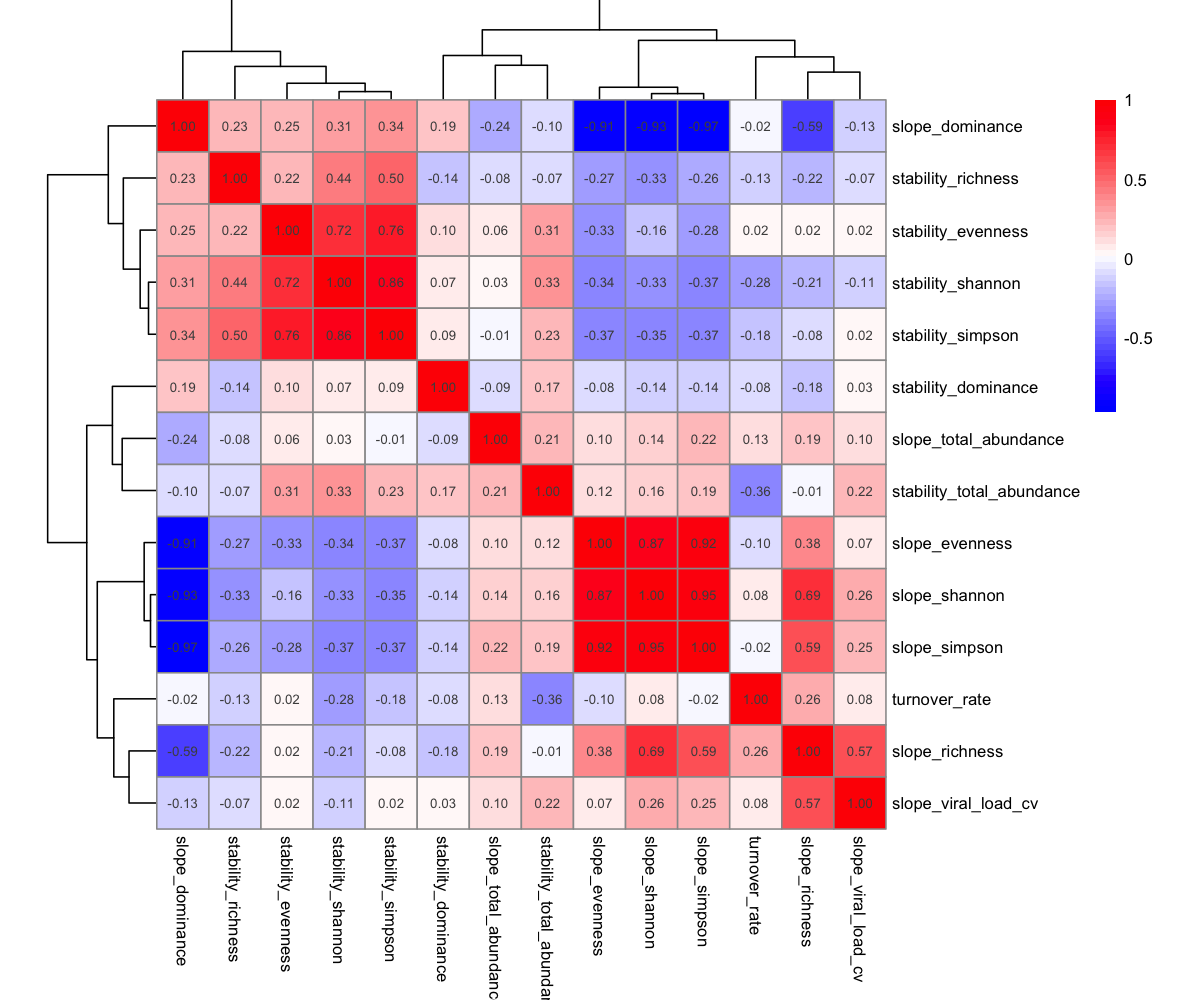 1.00 0.23 0.25 0.31 0.34 0.19 -0.24 -0.10 -0.91 -0.93 -0.97 -0.02 -0.59 -0.13 slope_dominance
0.23 1.00 0.22 0.44 0.50 -0.14 -0.08 -0.07 -0.27 -0.33 -0.26 -0.13 -0.22 -0.07 stability_richness
0.25 0.22 1.00 0.72 0.76 0.10 0.06 0.31 -0.33 -0.16 -0.28 0.02 0.02 0.02 stability_evenness
0.31 0.44 0.72 1.00 0.86 0.07 0.03 0.33 -0.34 -0.33 -0.37 -0.28 -0.21 -0.11 stability_shannon
0.34 0.50 0.76 0.86 1.00 0.09 -0.01 0.23 -0.37 -0.35 -0.37 -0.18 -0.08 0.02 stability_simpson
0.19 -0.14 0.10 0.07 0.09 1.00 -0.09 0.17 -0.08 -0.14 -0.14 -0.08 -0.18 0.03 stability_dominance
-0.24 -0.08 0.06 0.03 -0.01 -0.09 1.00 0.21 0.10 0.14 0.22 0.13 0.19 0.10 slope_total_abundance
-0.10 -0.07 0.31 0.33 0.23 0.17 0.21 1.00 0.12 0.16 0.19 -0.36 -0.01 0.22 stability_total_abundance
-0.91 -0.27 -0.33 -0.34 -0.37 -0.08 0.10 0.12 1.00 0.87 0.92 -0.10 0.38 0.07 slope_evenness
-0.93 -0.33 -0.16 -0.33 -0.35 -0.14 0.14 0.16 0.87 1.00 0.95 0.08 0.69 0.26 slope_shannon
-0.97 -0.26 -0.28 -0.37 -0.37 -0.14 0.22 0.19 0.92 0.95 1.00 -0.02 0.59 0.25 slope_simpson
-0.02 -0.13 0.02 -0.28 -0.18 -0.08 0.13 -0.36 -0.10 0.08 -0.02 1.00 0.26 0.08 turnover_rate
-0.59 -0.22 0.02 -0.21 -0.08 -0.18 0.19 -0.01 0.38 0.69 0.59 0.26 1.00 0.57 slope_richness
-0.13 -0.07 0.02 -0.11 0.02 0.03 0.10 0.22 0.07 0.26 0.25 0.08 0.57 1.00 slope_viral_load_cv
slope_dominance
stability_richness
stability_evenness
stability_shannon
stability_simpson
stability_dominance
slope_total_abundanc
stability_total_abundar
slope_evenness
slope_shannon
slope_simpson
turnover_rate
slope_richness
slope_viral_load_cv
1
0.5
0
-0.5